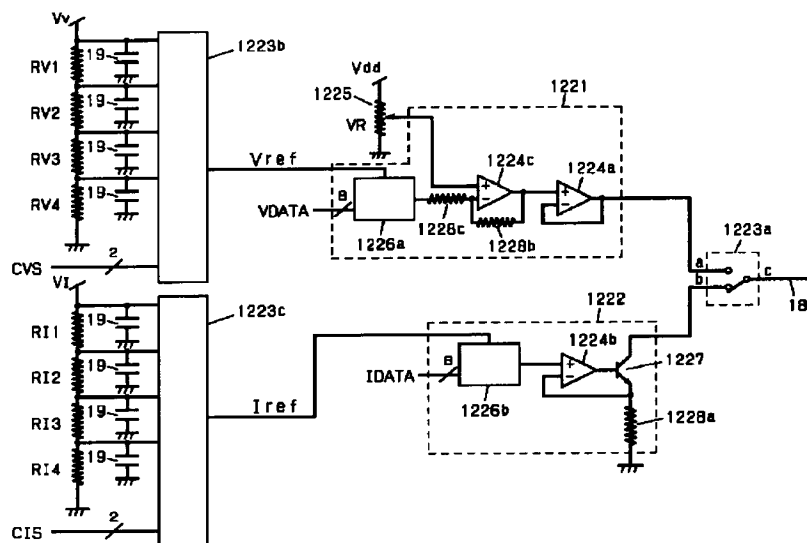 Vv
1223b
19
RV1
19
RV2
19
RV3
19
RV4
CVS
2
Vref
Vdd
1225
VR
1221
1224c
1224a
VDATA
8
1226a
1228c
1228b
1223a
a
b
c
18
VI
1223c
19
RI1
19
RI2
19
RI3
19
RI4
CIS
2
Iref
1222
1224b
1227
IDATA
8
1226b
1228a